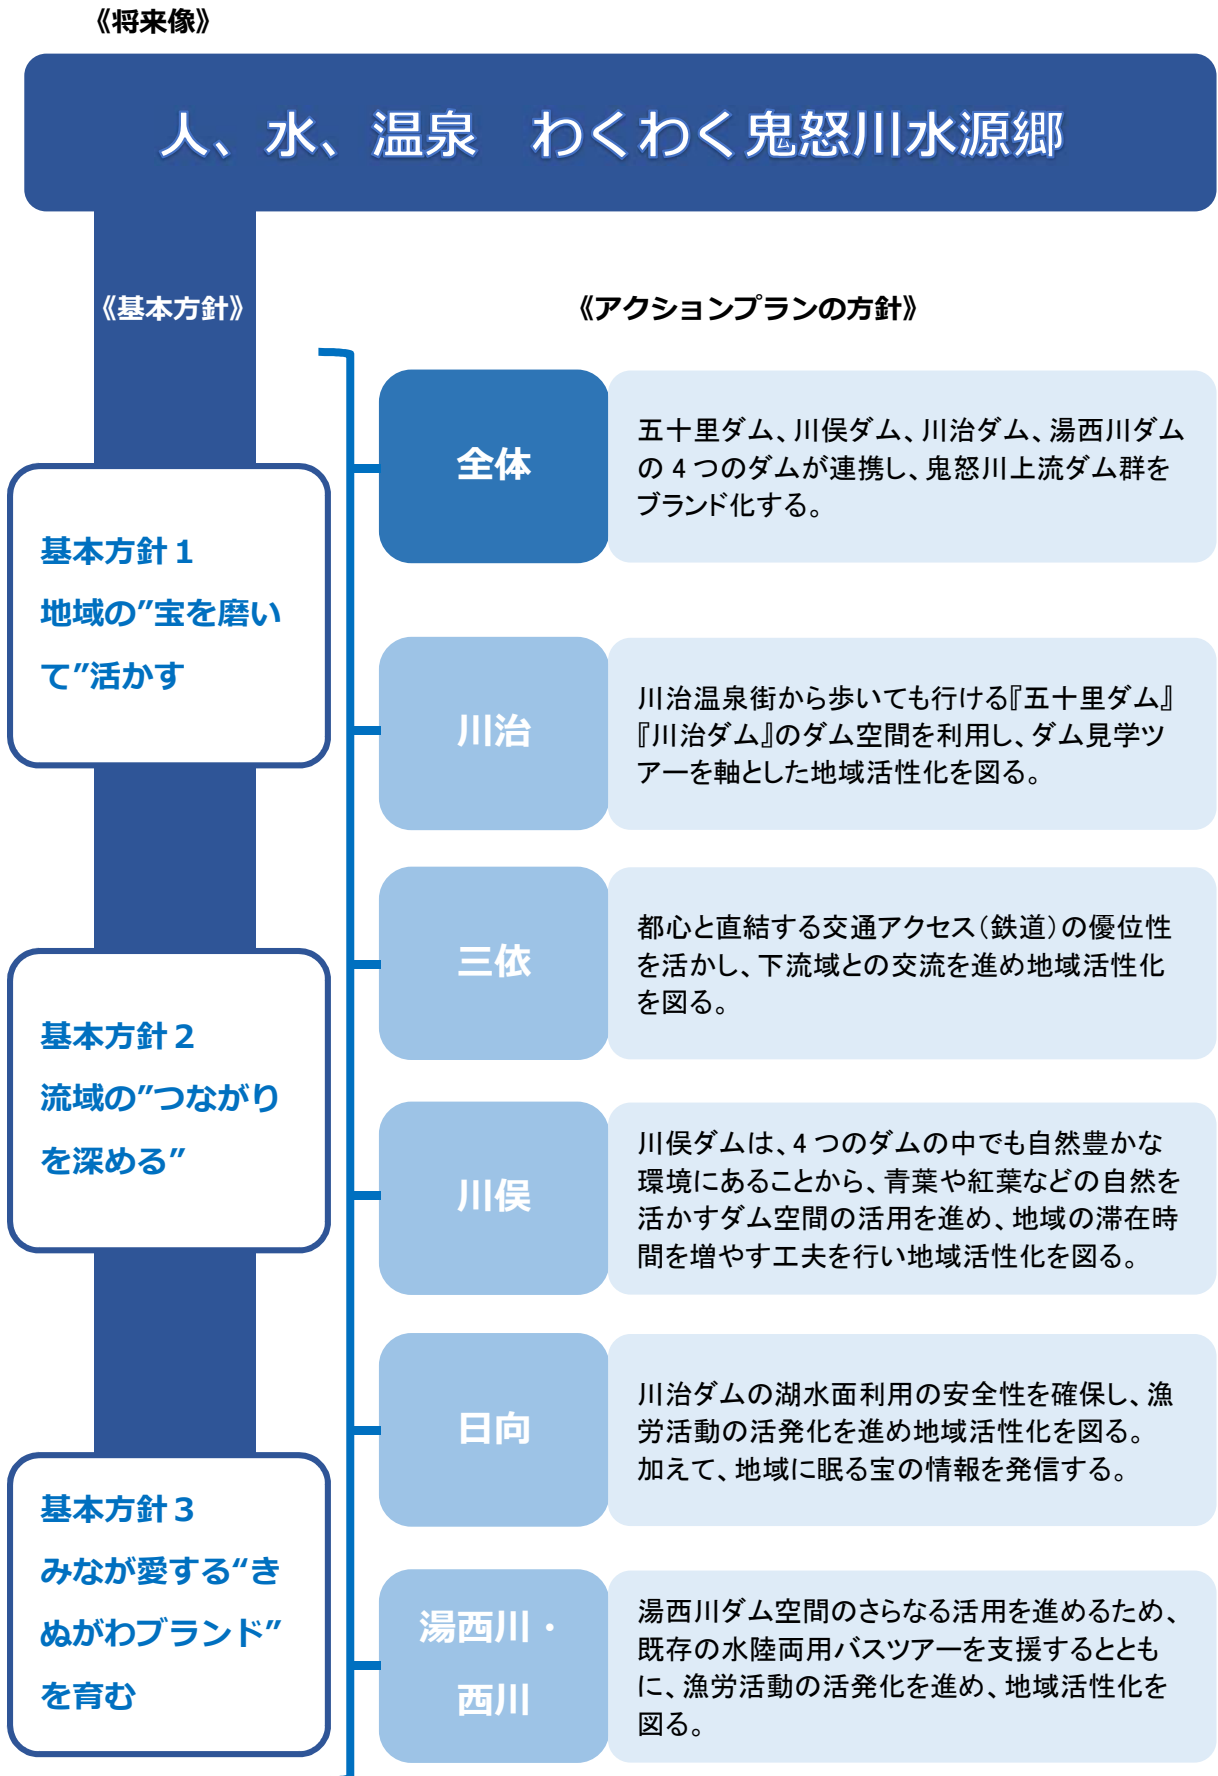 《将来像》
人、水、温泉　わくわく鬼怒川水源郷
《基本方針》
《アクションプランの方針》
基本方針１
地域の”宝を磨い
て”活かす
基本方針２
流域の”つながり
を深める”
基本方針３
みなが愛する“き
ぬがわブランド”
を育む
全体
五十里ダム、川俣ダム、川治ダム、湯西川ダム
の 4 つのダムが連携し、鬼怒川上流ダム群を
ブランド化する。
川治
川治温泉街から歩いても行ける『五十里ダム』
『川治ダム』のダム空間を利用し、ダム見学ツ
アーを軸とした地域活性化を図る。
三依
都心と直結する交通アクセス（鉄道）の優位性
を活かし、下流域との交流を進め地域活性化
を図る。
川俣
川俣ダムは、4 つのダムの中でも自然豊かな
環境にあることから、青葉や紅葉などの自然を
活かすダム空間の活用を進め、地域の滞在時
間を増やす工夫を行い地域活性化を図る。
日向
川治ダムの湖水面利用の安全性を確保し、漁
労活動の活発化を進め地域活性化を図る。
加えて、地域に眠る宝の情報を発信する。
湯西川・
西川
湯西川ダム空間のさらなる活用を進めるため、
既存の水陸両用バスツアーを支援するととも
に、漁労活動の活発化を進め、地域活性化を
図る。